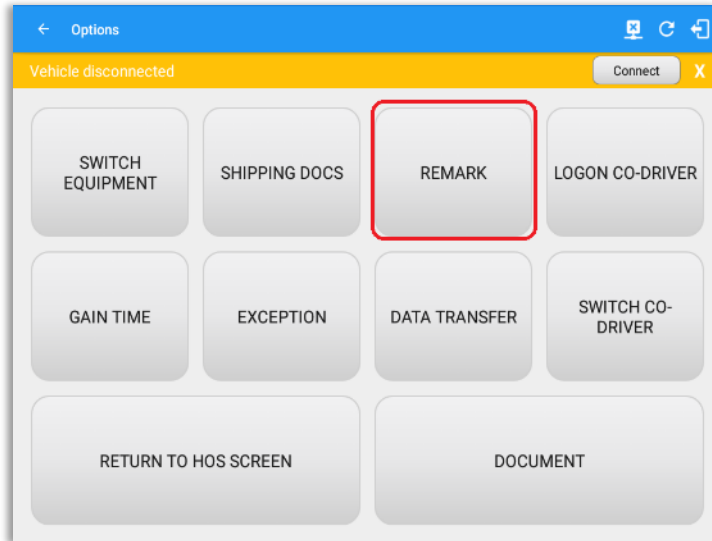 Options
Vehicle disconnected
Connect
X
SWITCH
EQUIPMENT
SHIPPING DOCS
REMARK
LOGON CO-DRIVER
GAIN TIME
EXCEPTION
DATA TRANSFER
SWITCH CO-
DRIVER
RETURN TO HOS SCREEN
DOCUMENT